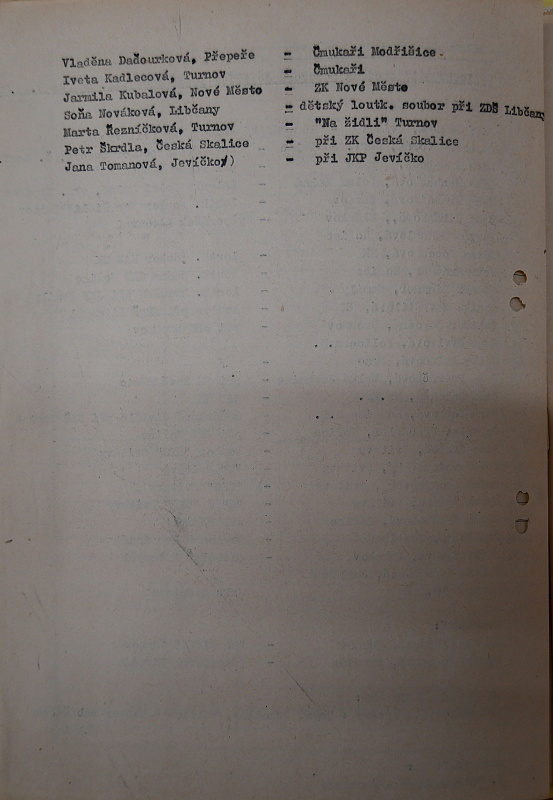 Vladěna Daďourková, Přepeře - Čmukaři Modřišice.
Iveta Kadlecová, Turnov - Čmukaři
Jarmila Kubalová, Nové Město - ZK Nové Město
Soňa Nováková, Libčany - dětský loutk. soubor při ZDŠ Libčany
Marta Řezníčková, Turnov - "Na židli" Turnov
Petr Škrdla, Česká Skalice - při ZK Česká Skalice
Jana Tomanová, Jevíčko) - při JKP Jevíčko